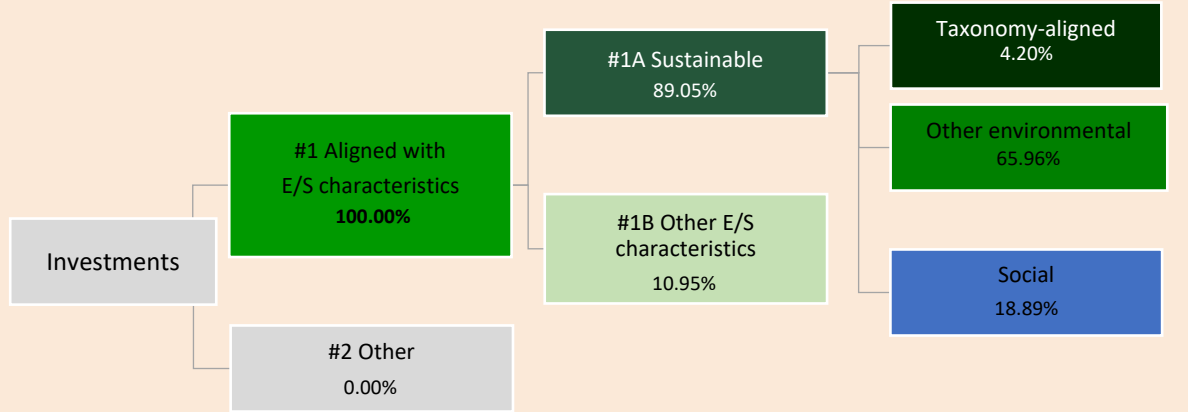 Investments
#1 Aligned with
E/S characteristics
100.00%
#2 Other
0.00%
#1A Sustainable
89.05%
#1B Other E/S
characteristics
10.95%
Taxonomy-aligned
4.20%
Other environmental
65.96%
Social
18.89%